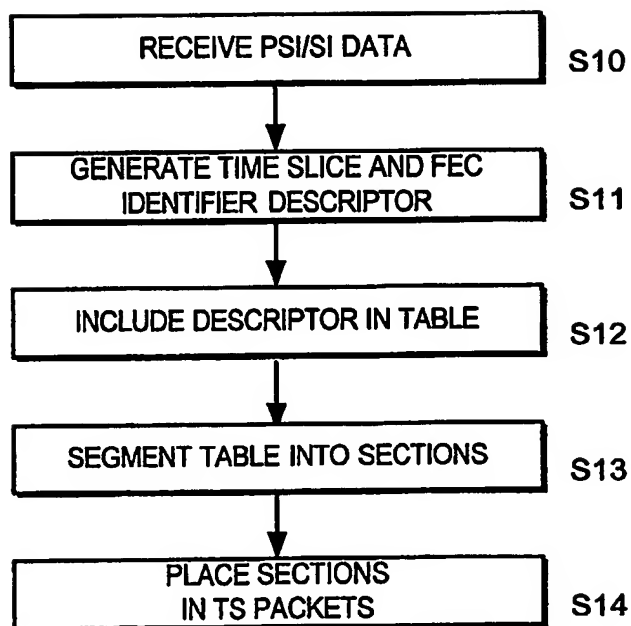 RECEIVE PSI/SI DATA
S10
GENERATE TIME SLICE AND FEC
IDENTIFIER DESCRIPTOR
S11
INCLUDE DESCRIPTOR IN TABLE
S12
SEGMENT TABLE INTO SECTIONS
S13
PLACE SECTIONS
IN TS PACKETS
S14